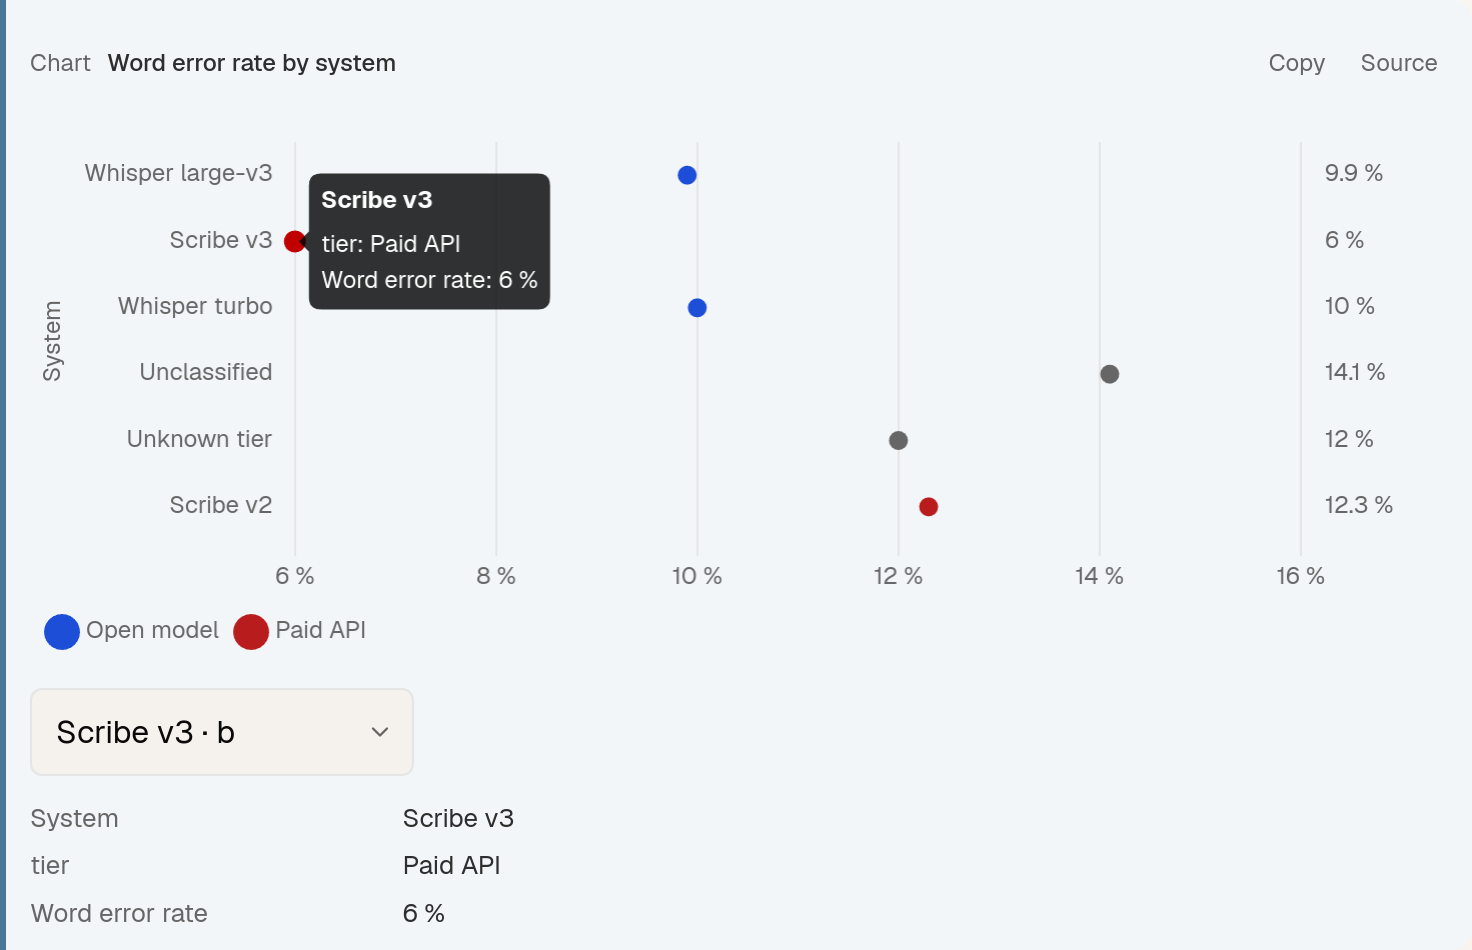 Chart Word error rate by system
Copy Source
Whisper large-v3 9.9 %
Scribe v3 6 %
Scribe v3
tier: Paid API
Word error rate: 6 %
Whisper turbo 10 %
System
Unclassified 14.1 %
Unknown tier 12 %
Scribe v2 12.3 %
6 % 8 % 10 % 12 % 14 % 16 %
Open model Paid API
Scribe v3 · b
System Scribe v3
tier Paid API
Word error rate 6 %